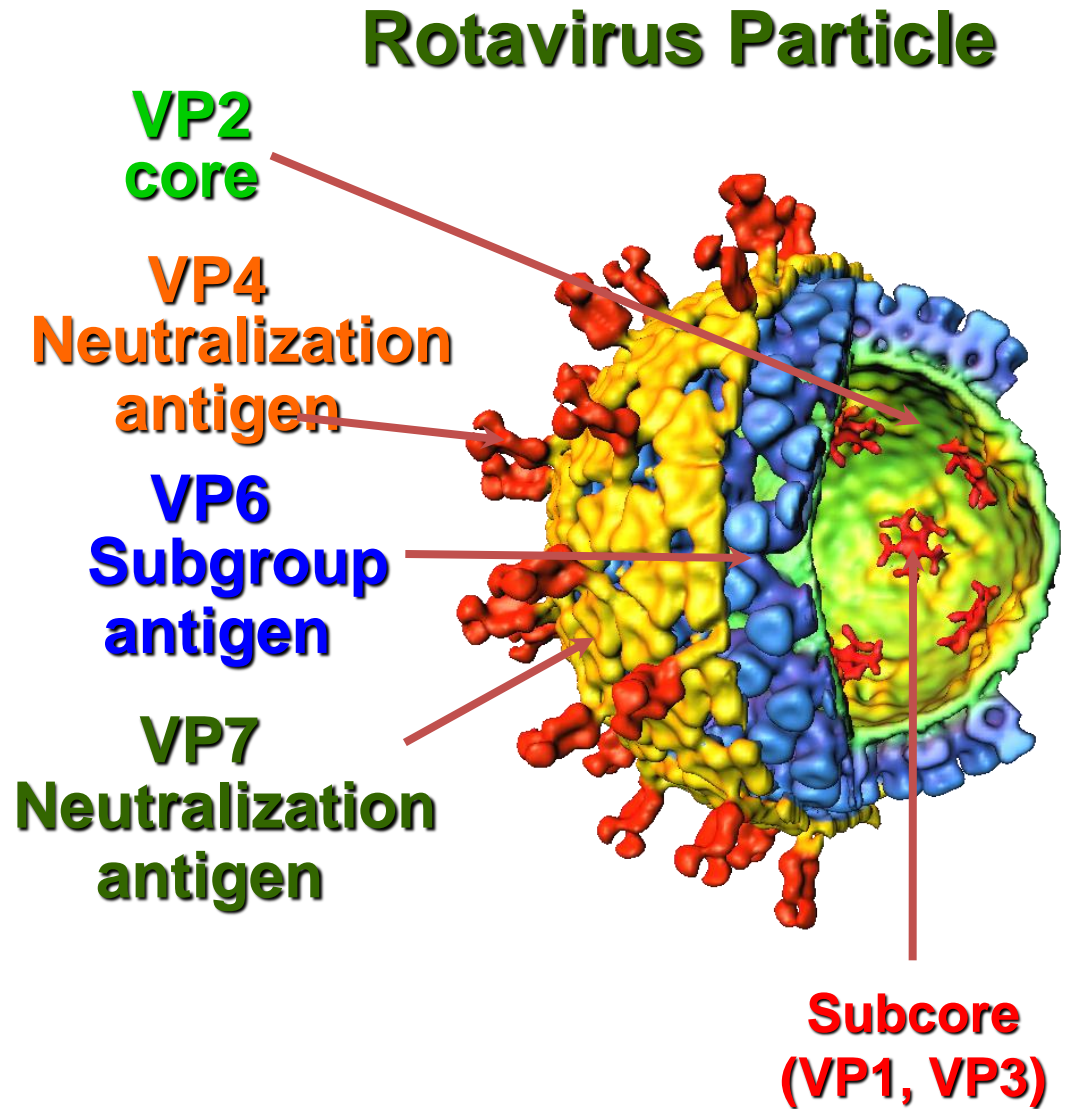 Rotavirus Particle
VP2
core
VP4
Neutralization
antigen
VP6
Subgroup
antigen
VP7
Neutralization
antigen
Subcore
(VP1, VP3)